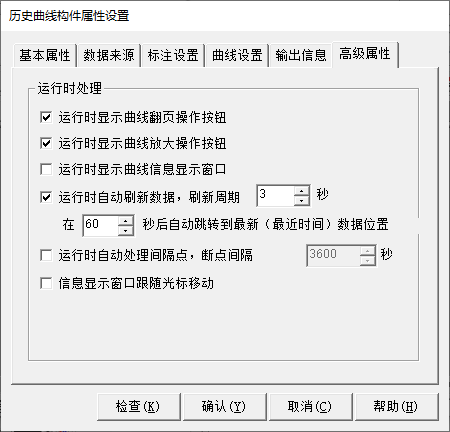 历史曲线构件属性设置
基本属性 数据来源 标注设置 曲线设置 输出信息 高级属性
运行时处理
运行时显示曲线翻页操作按钮
运行时显示曲线放大操作按钮
运行时显示曲线信息显示窗口
运行时自动刷新数据，刷新周期 3 秒
在 60 秒后自动跳转到最新（最近时间）数据位置
运行时自动处理间隔点，断点间隔 3600 秒
信息显示窗口跟随光标移动
检查(K) 确认(Y) 取消(C) 帮助(H)